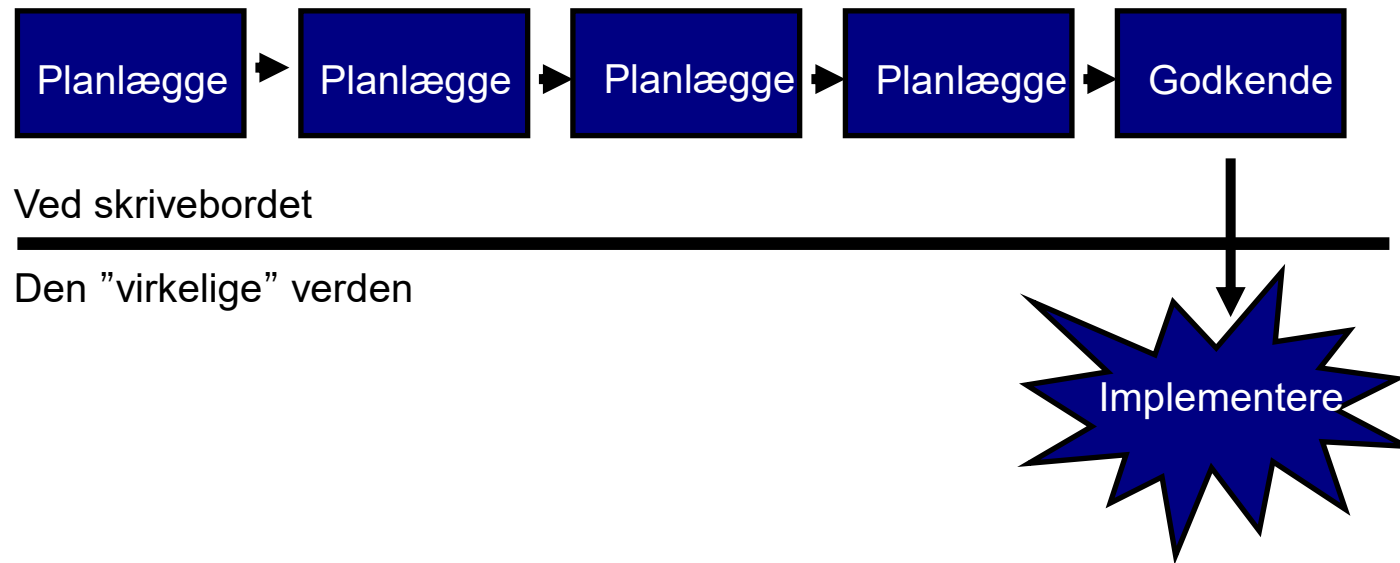 Planlægge
Planlægge
Planlægge
Planlægge
Godkende
Ved skrivebordet
Den ”virkelige” verden
Implementere